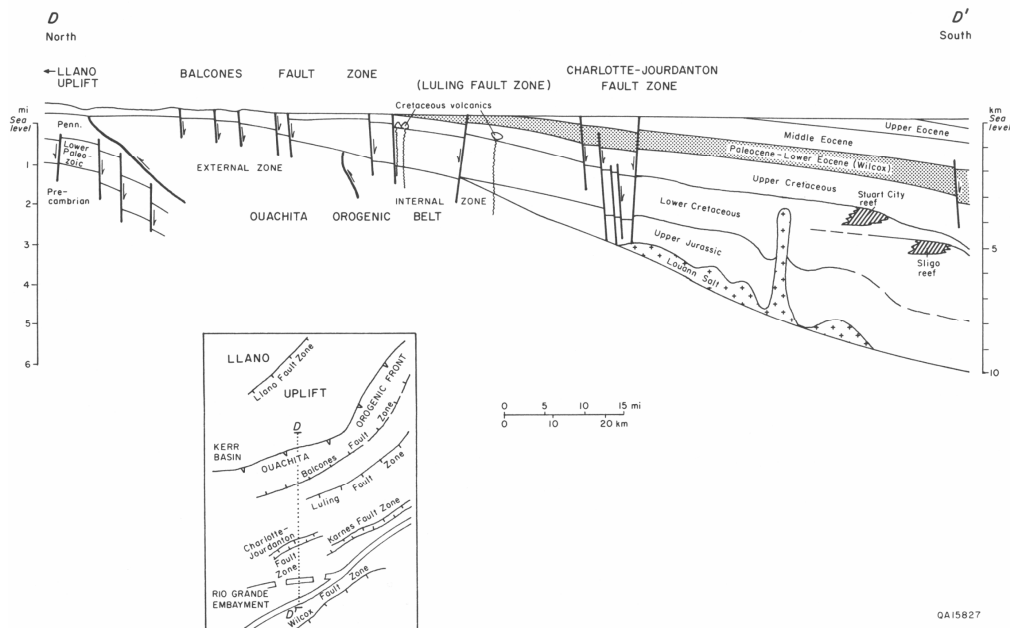 D
North
D'
South
←LLANO
UPLIFT
BALCONES FAULT ZONE
(LULING FAULT ZONE)
CHARLOTTE-JOURDANTON
FAULT ZONE
mi
Sea
level
km
Sea
level
Cretaceous volcanics
Penn.
Lower
Paleo-
zoic
Pre-
cambrian
EXTERNAL ZONE
OUACHITA OROGENIC BELT
INTERNAL ZONE
Upper Eocene
Middle Eocene
Paleocene-Lower Eocene (Wilcox)
Upper Cretaceous
Stuart City
reef
Lower Cretaceous
Sligo
reef
Upper Jurassic
Louann Salt
1
2
3
4
5
6
5
10
0 5 10 15 mi
0 10 20 km
LLANO
Llano Fault Zone
UPLIFT
OROGENIC FRONT
D
KERR
BASIN
OUACHITA
Balcones Fault Zone
Luling Fault Zone
Charlotte-
Jourdanton
Fault
Zone
Karnes Fault Zone
RIO GRANDE
EMBAYMENT
D'
Wilcox Fault Zone
QA15827